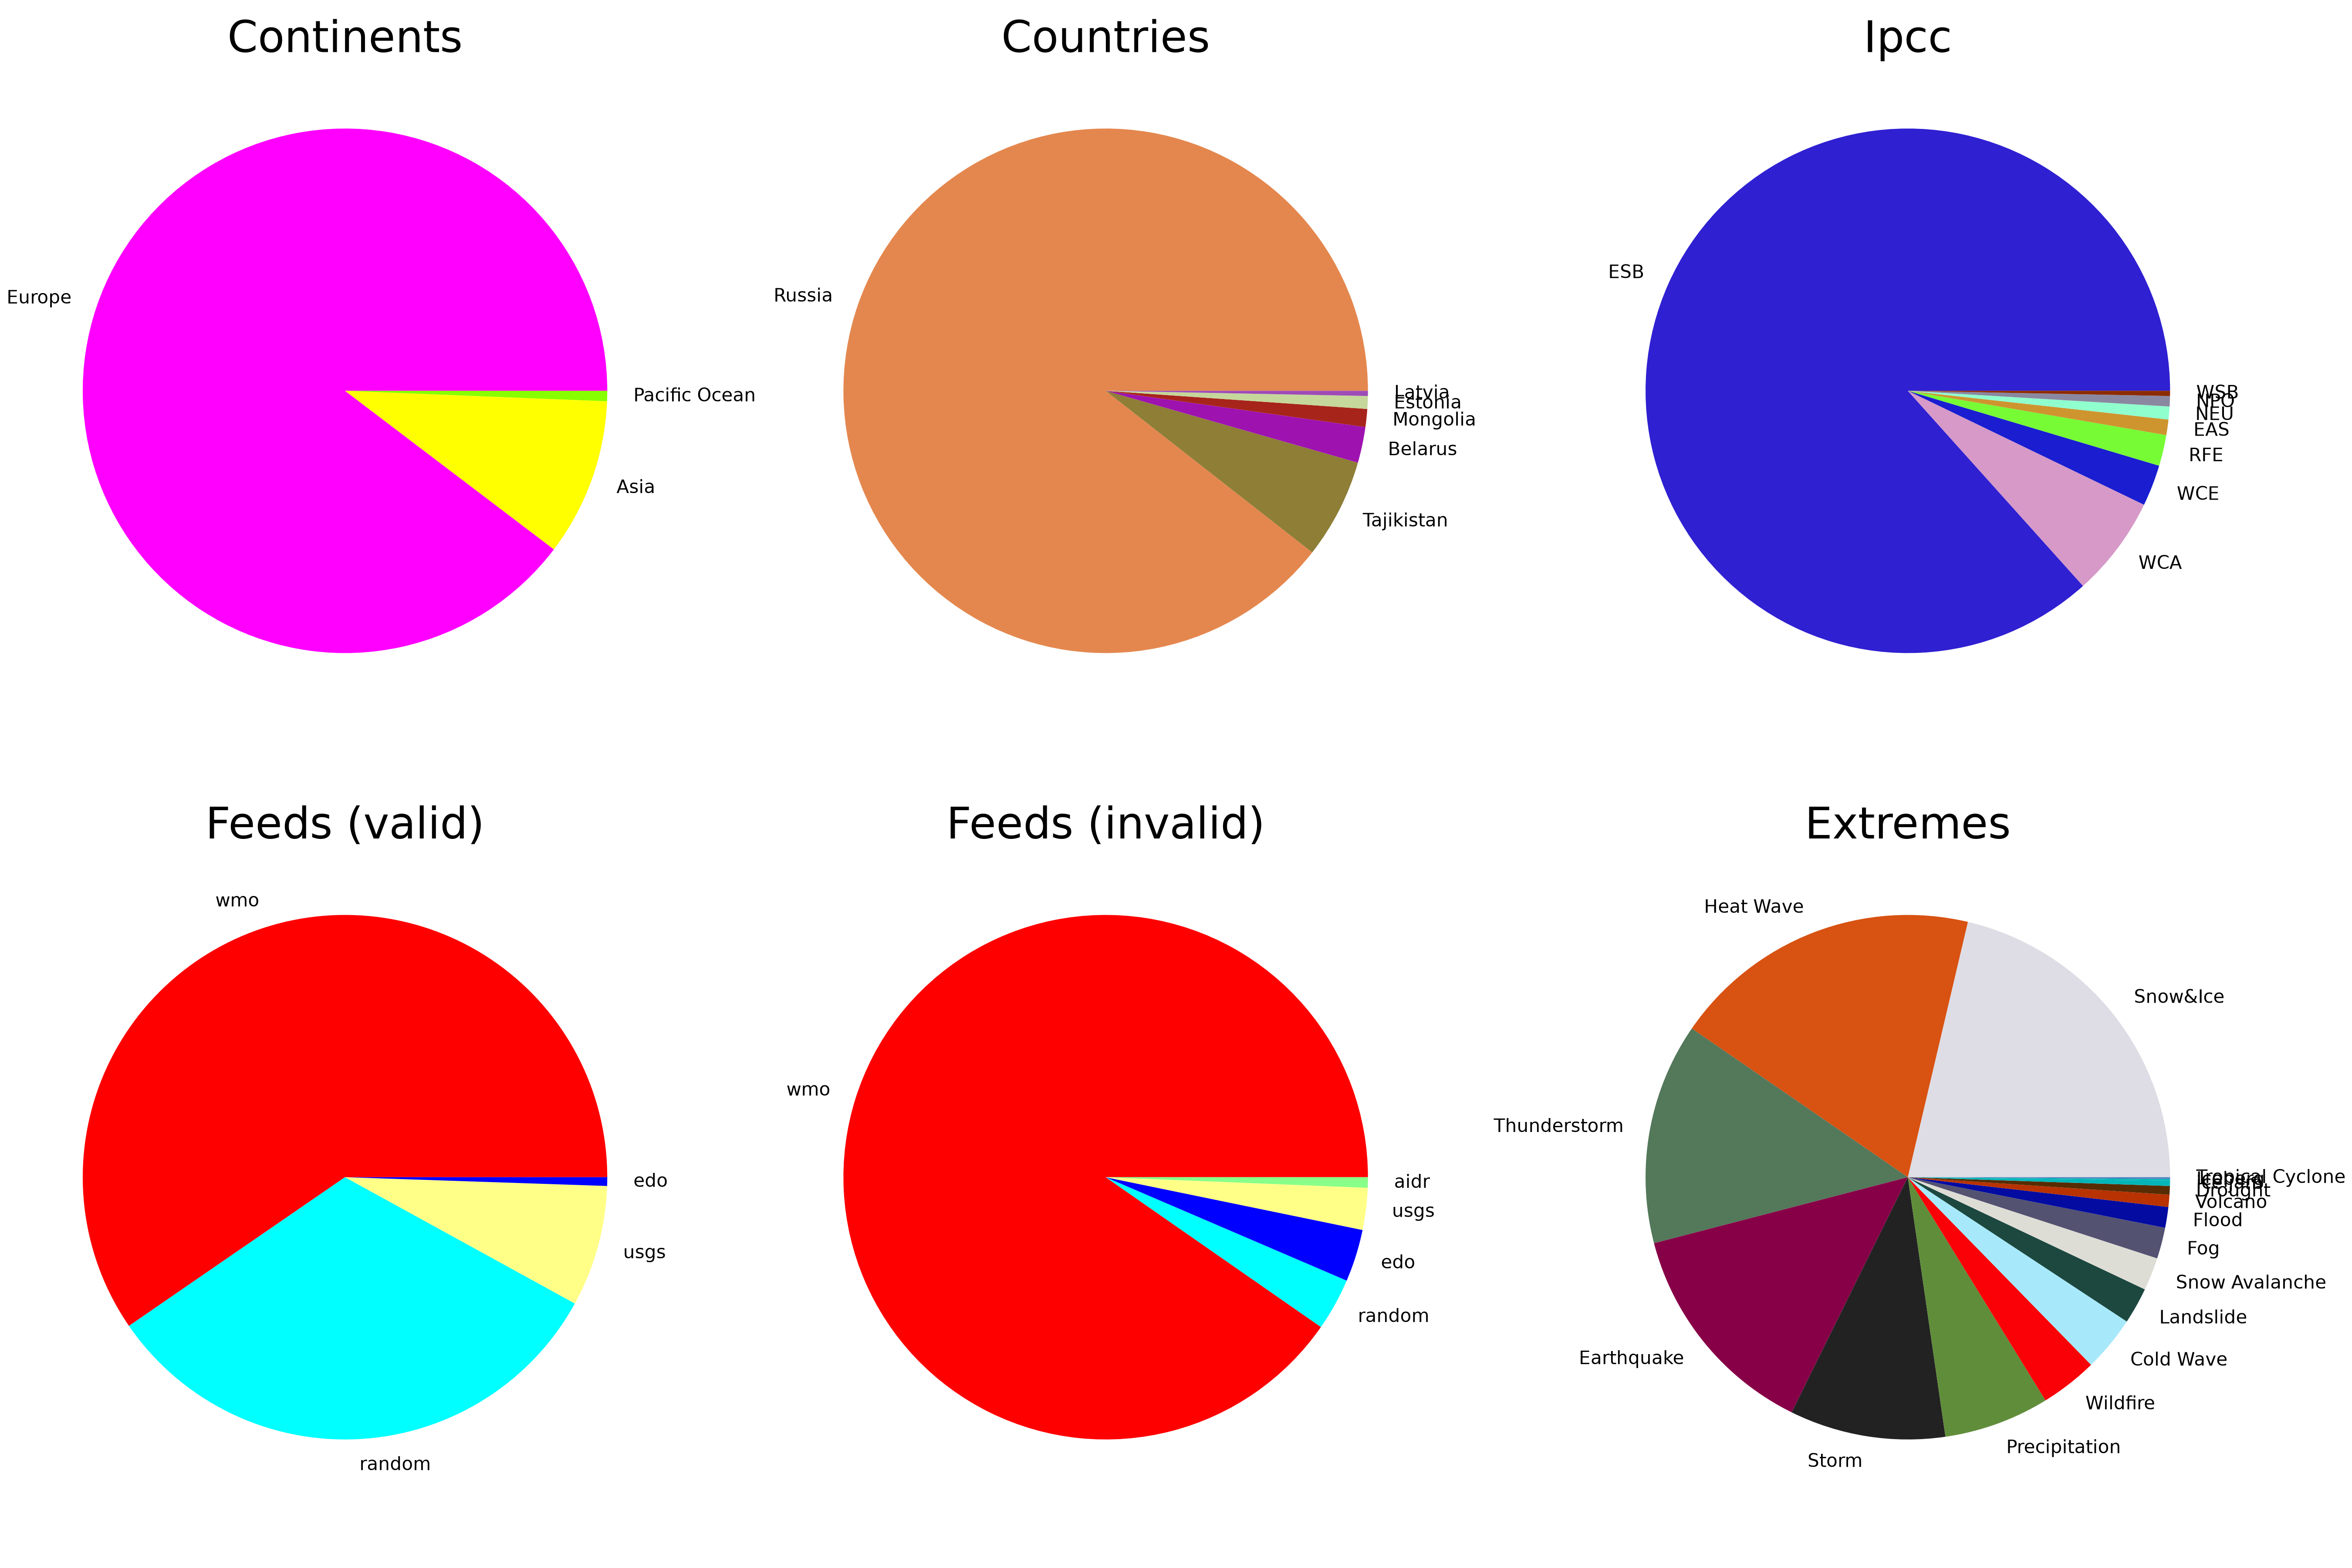 Continents
Countries
Ipcc
Europe
Pacific Ocean
Asia
Russia
Latvia
Estonia
Mongolia
Belarus
Tajikistan
ESB
WSB
NPO
NEU
EAS
RFE
WCE
WCA
Feeds (valid)
Feeds (invalid)
Extremes
wmo
edo
usgs
random
wmo
aidr
usgs
edo
random
Heat Wave
Snow&Ice
Thunderstorm
Tropical Cyclone
Drought
Volcano
Flood
Fog
Snow Avalanche
Landslide
Cold Wave
Wildfire
Precipitation
Storm
Earthquake